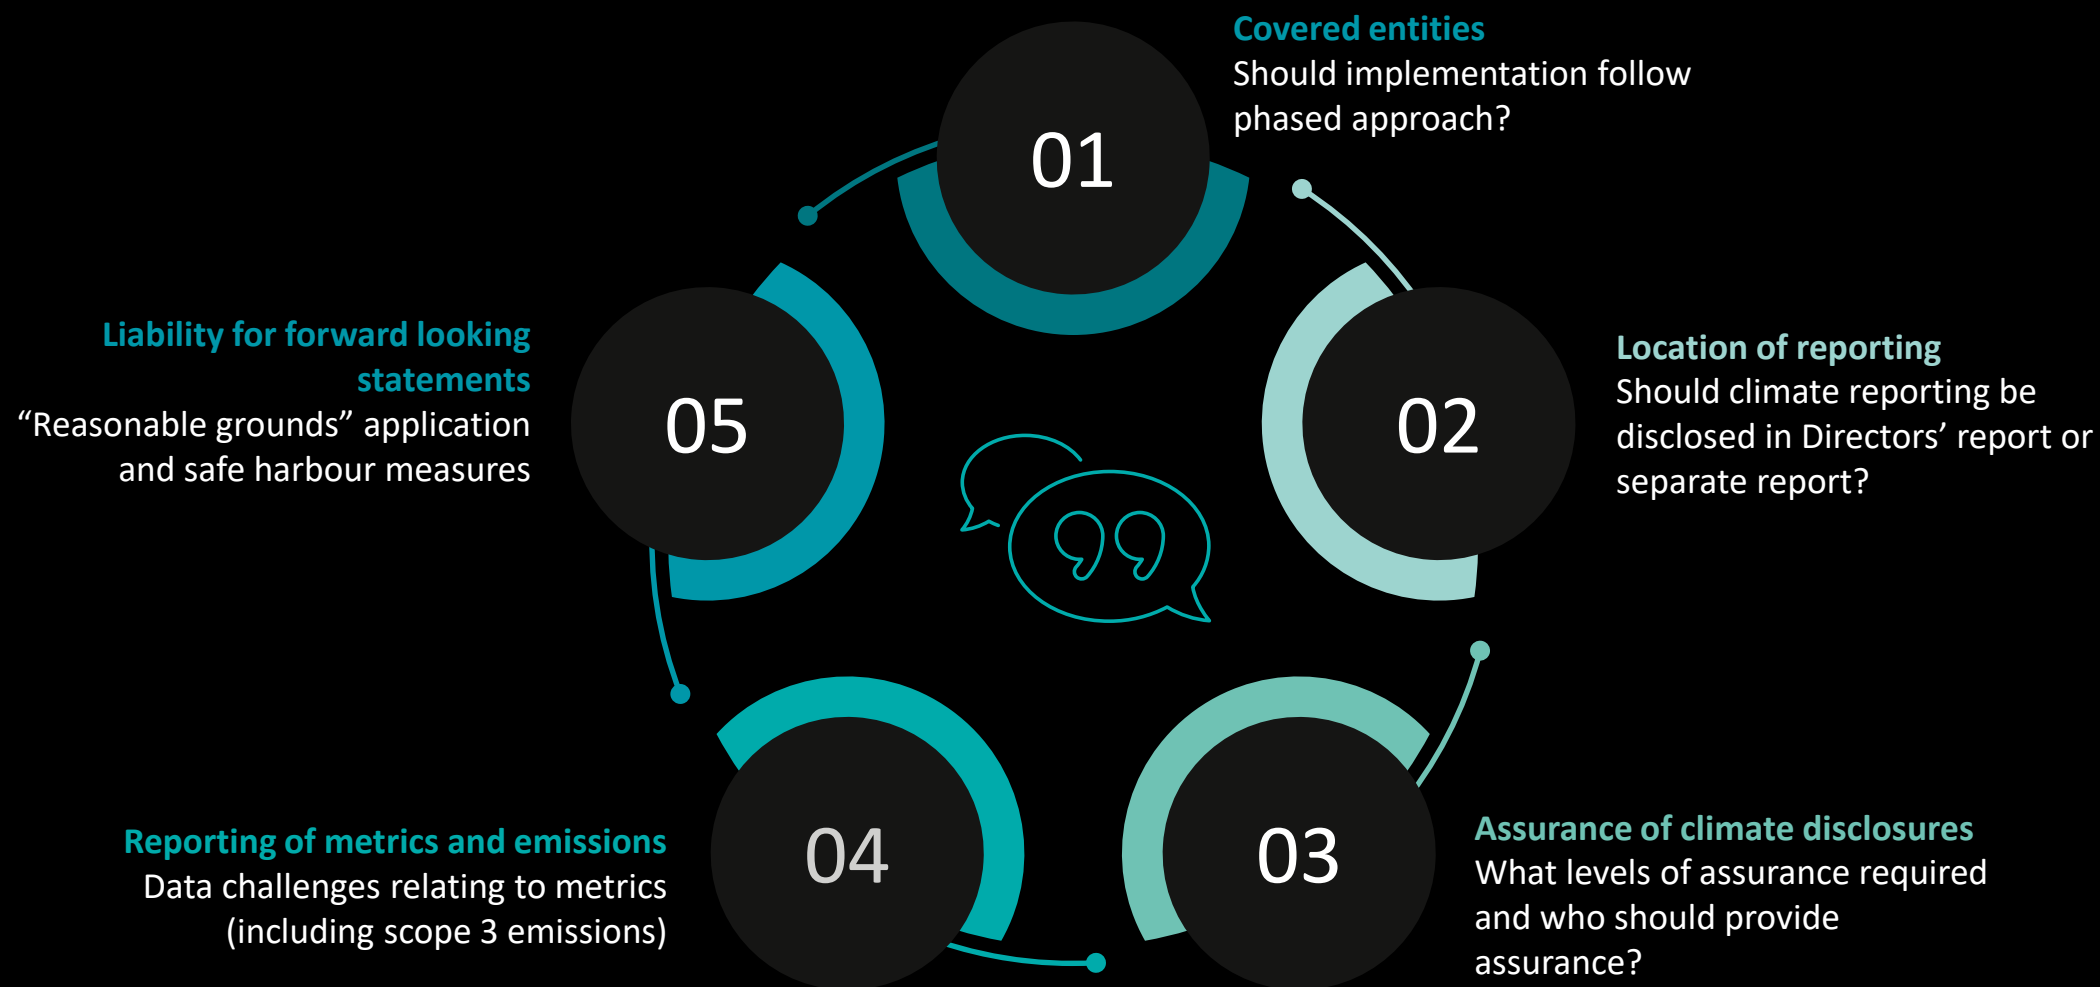 01
Covered entities
Should implementation follow
phased approach?
02
Location of reporting
Should climate reporting be
disclosed in Directors’ report or
separate report?
03
Assurance of climate disclosures
What levels of assurance required
and who should provide
assurance?
04
Reporting of metrics and emissions
Data challenges relating to metrics
(including scope 3 emissions)
05
Liability for forward looking
statements
“Reasonable grounds” application
and safe harbour measures